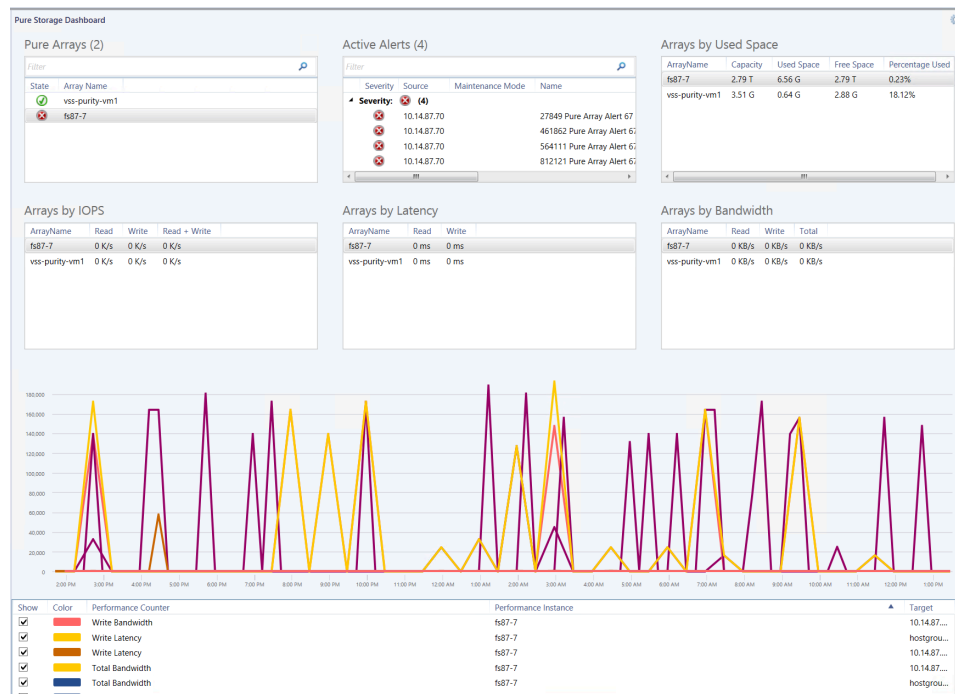 Pure Storage Dashboard
Pure Arrays (2)
Filter
State Array Name
vss-purity-vm1
fs87-7
Active Alerts (4)
Filter
Severity Source Maintenance Mode Name
Severity: (4)
10.14.87.70 27849 Pure Array Alert 67
10.14.87.70 461862 Pure Array Alert 67
10.14.87.70 564111 Pure Array Alert 67
10.14.87.70 812121 Pure Array Alert 67
Arrays by Used Space
ArrayName Capacity Used Space Free Space Percentage Used
fs87-7 2.79 T 6.56 G 2.79 T 0.23%
vss-purity-vm1 3.51 G 0.64 G 2.88 G 18.12%
Arrays by IOPS
ArrayName Read Write Read + Write
fs87-7 0 K/s 0 K/s 0 K/s
vss-purity-vm1 0 K/s 0 K/s 0 K/s
Arrays by Latency
ArrayName Read Write
fs87-7 0 ms 0 ms
vss-purity-vm1 0 ms 0 ms
Arrays by Bandwidth
ArrayName Read Write Total
fs87-7 0 KB/s 0 KB/s 0 KB/s
vss-purity-vm1 0 KB/s 0 KB/s 0 KB/s
180,000
160,000
140,000
120,000
100,000
80,000
60,000
40,000
20,000
0
2:00 PM 3:00 PM 4:00 PM 5:00 PM 6:00 PM 7:00 PM 8:00 PM 9:00 PM 10:00 PM 11:00 PM 12:00 AM 1:00 AM 2:00 AM 3:00 AM 4:00 AM 5:00 AM 6:00 AM 7:00 AM 8:00 AM 9:00 AM 10:00 AM 11:00 AM 12:00 PM 1:00 PM
Show Color Performance Counter Performance Instance Target
Write Bandwidth fs87-7 10.14.87....
Write Latency fs87-7 hostgrou...
Write Latency fs87-7 10.14.87....
Total Bandwidth fs87-7 10.14.87....
Total Bandwidth fs87-7 hostgrou...